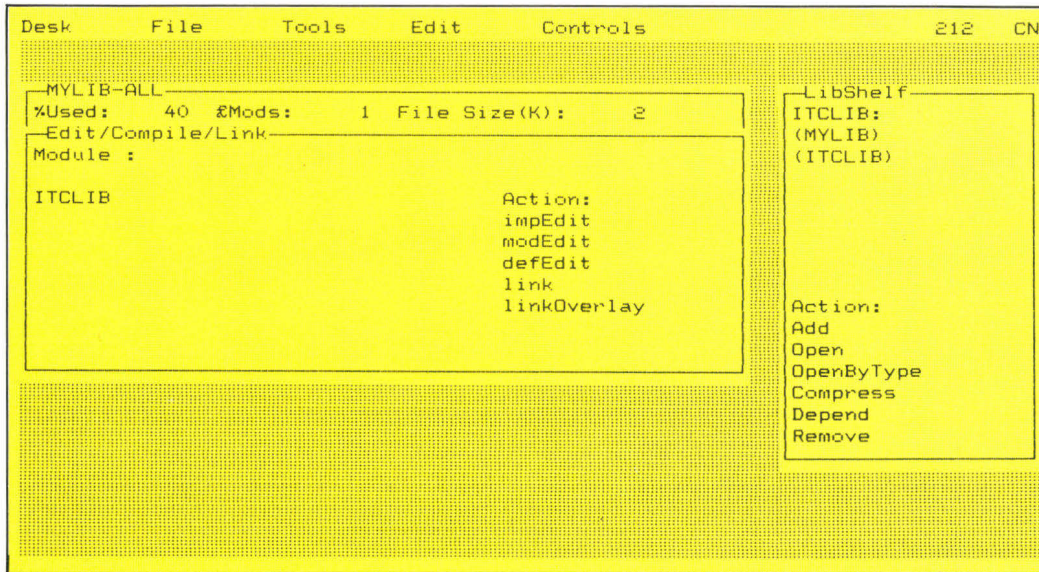 Desk File Tools Edit Controls 212 CN
MYLIB-ALL
%Used: 40 £Mods: 1 File Size(K): 2
Edit/Compile/Link
Module :
ITCLIB
Action:
impEdit
modEdit
defEdit
link
linkOverlay
LibShelf
ITCLIB:
(MYLIB)
(ITCLIB)
Action:
Add
Open
OpenByType
Compress
Depend
Remove